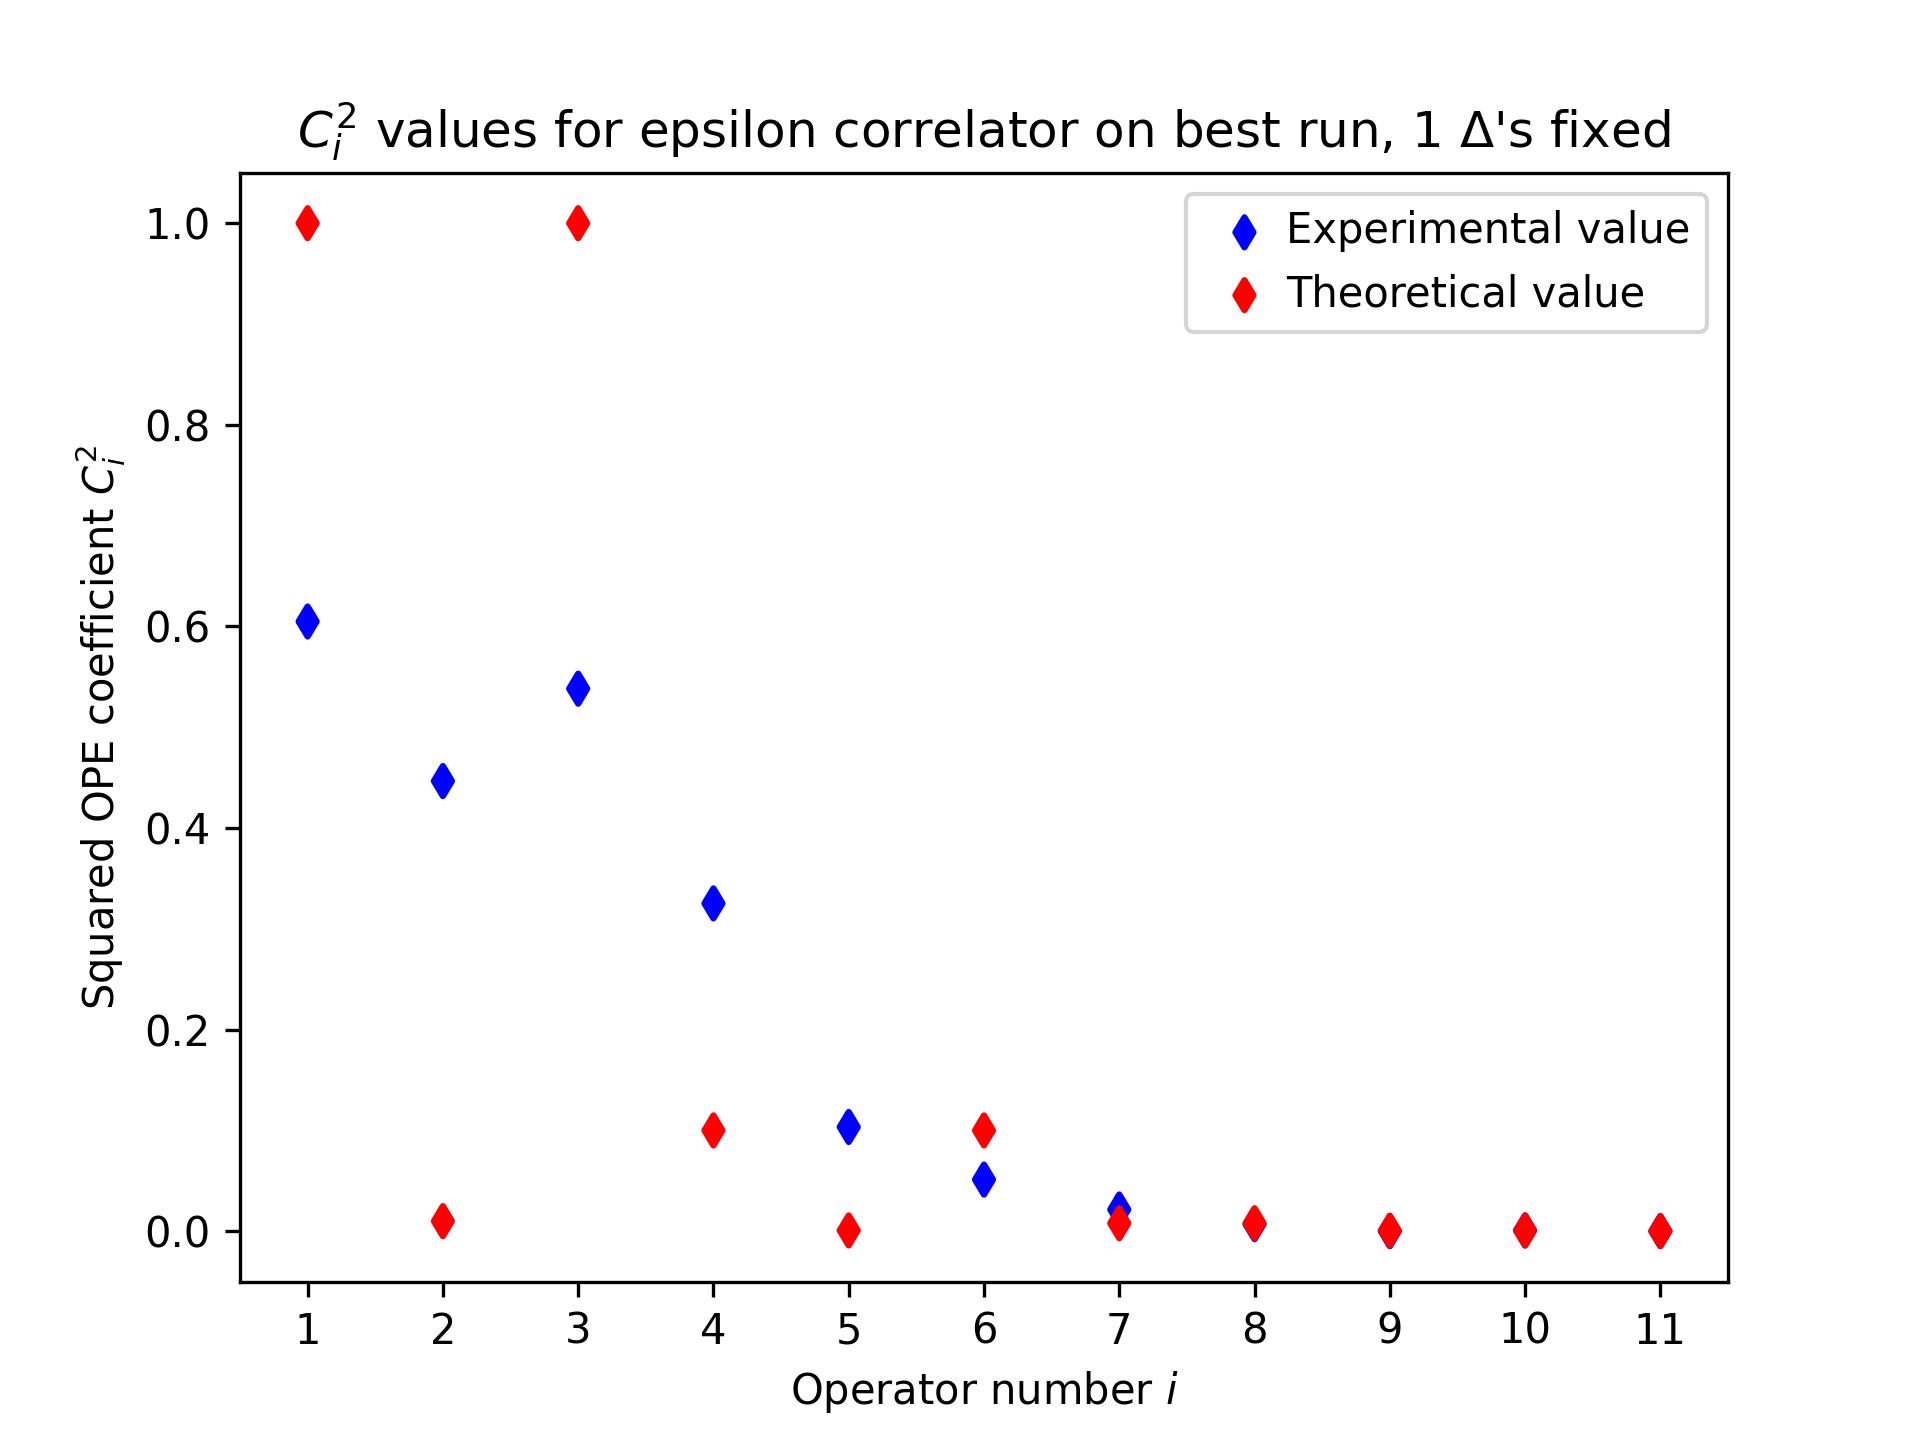 $C_i^2$ values for epsilon correlator on best run, 1 Δ's fixed
Experimental value
Theoretical value
1.0
0.8
0.6
0.4
0.2
0.0
Squared OPE coefficient $C_i^2$
1 2 3 4 5 6 7 8 9 10 11
Operator number i